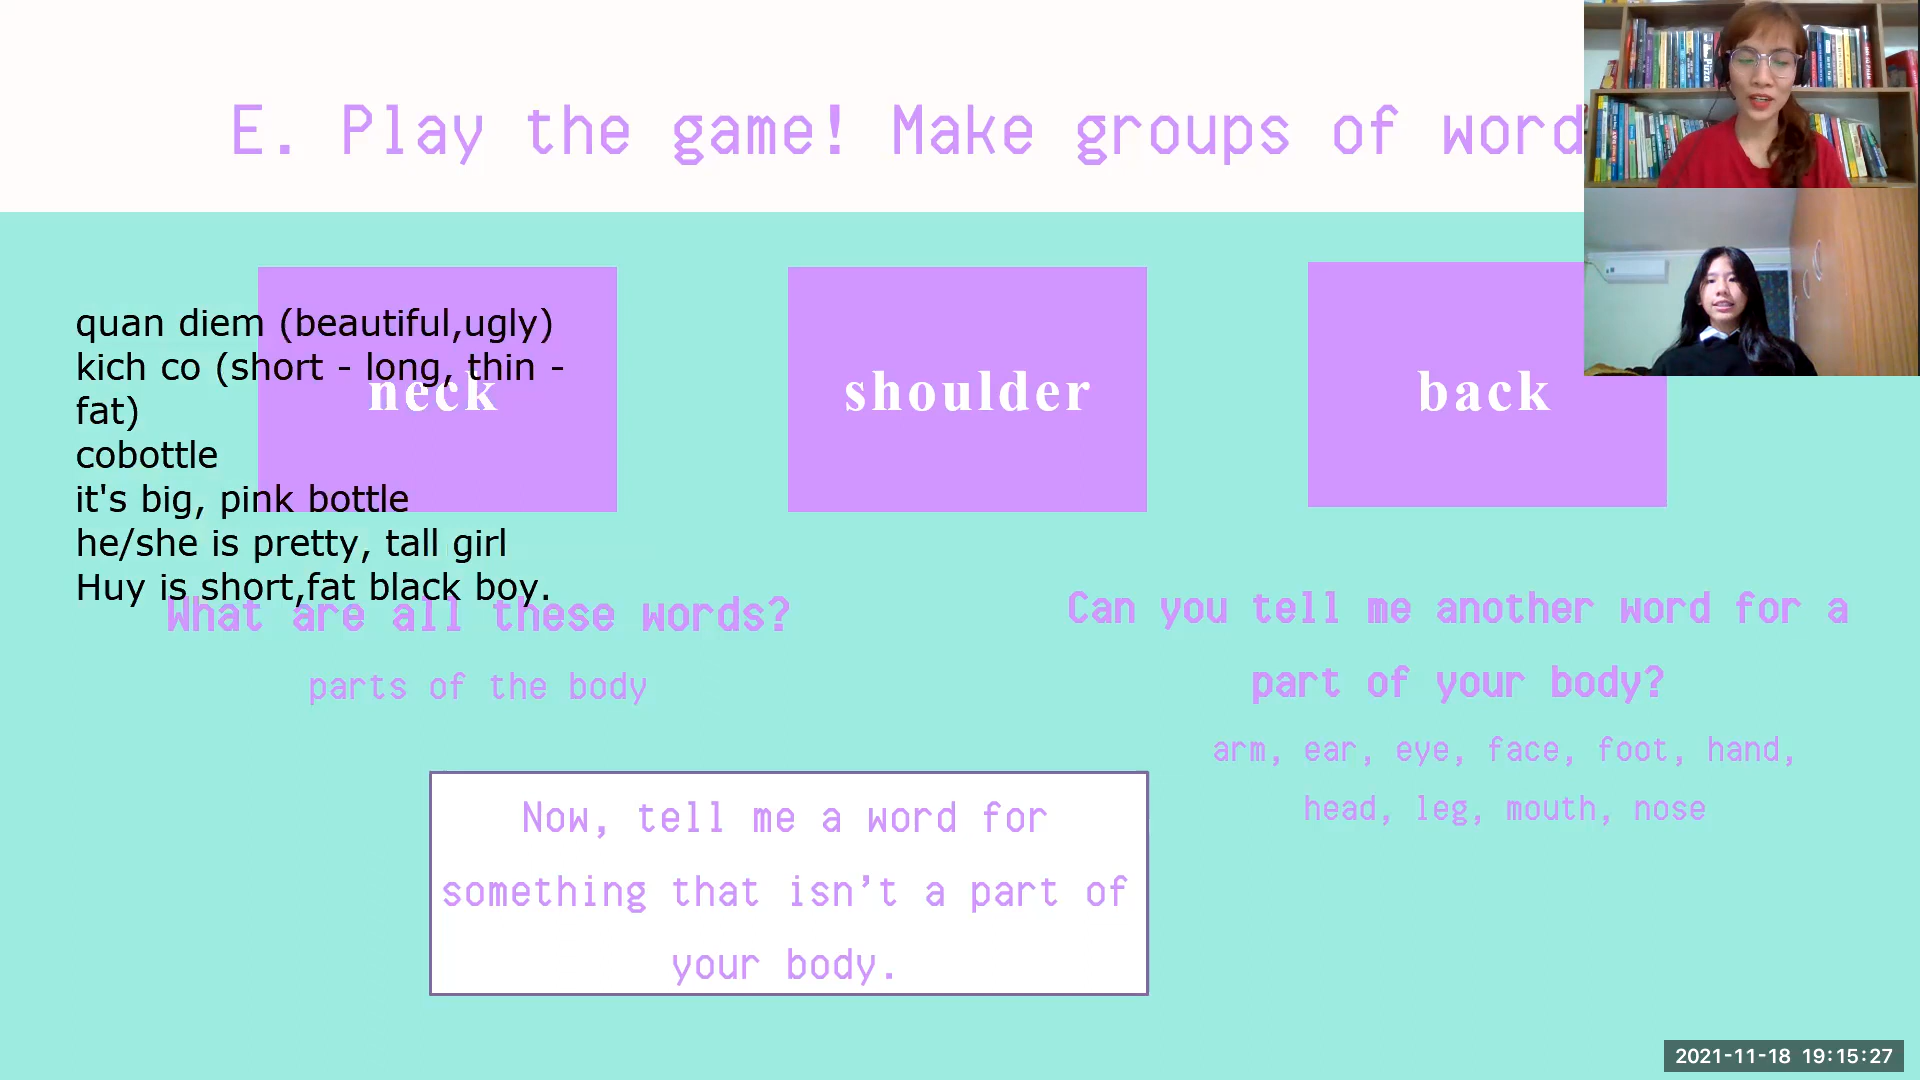 E. Play the game! Make groups of word
quan diem (beautiful,ugly)
kich co (short - long, thin -
fat)
cobottle
it's big, pink bottle
he/she is pretty, tall girl
Huy is short,fat black boy.
neck
shoulder
back
What are all these words?
parts of the body
Can you tell me another word for a
part of your body?
arm, ear, eye, face, foot, hand,
head, leg, mouth, nose
Now, tell me a word for
something that isn't a part of
your body.
2021-11-18 19:15:27